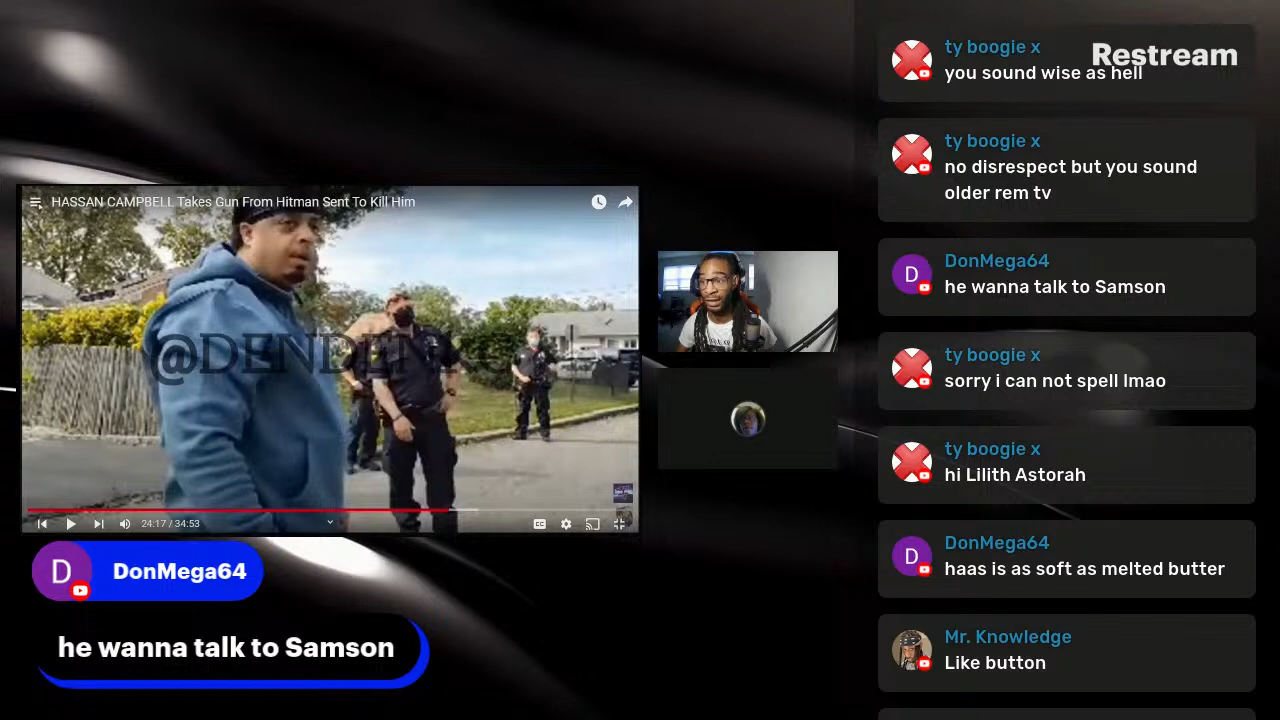 HASSAN CAMPBELL Takes Gun From Hitman Sent To Kill Him
24:17 / 34:53
CC
D
DonMega64
he wanna talk to Samson
Restream
ty boogie x
you sound wise as hell
ty boogie x
no disrespect but you sound
older rem tv
D
DonMega64
he wanna talk to Samson
ty boogie x
sorry i can not spell lmao
ty boogie x
hi Lilith Astorah
D
DonMega64
haas is as soft as melted butter
Mr. Knowledge
Like button